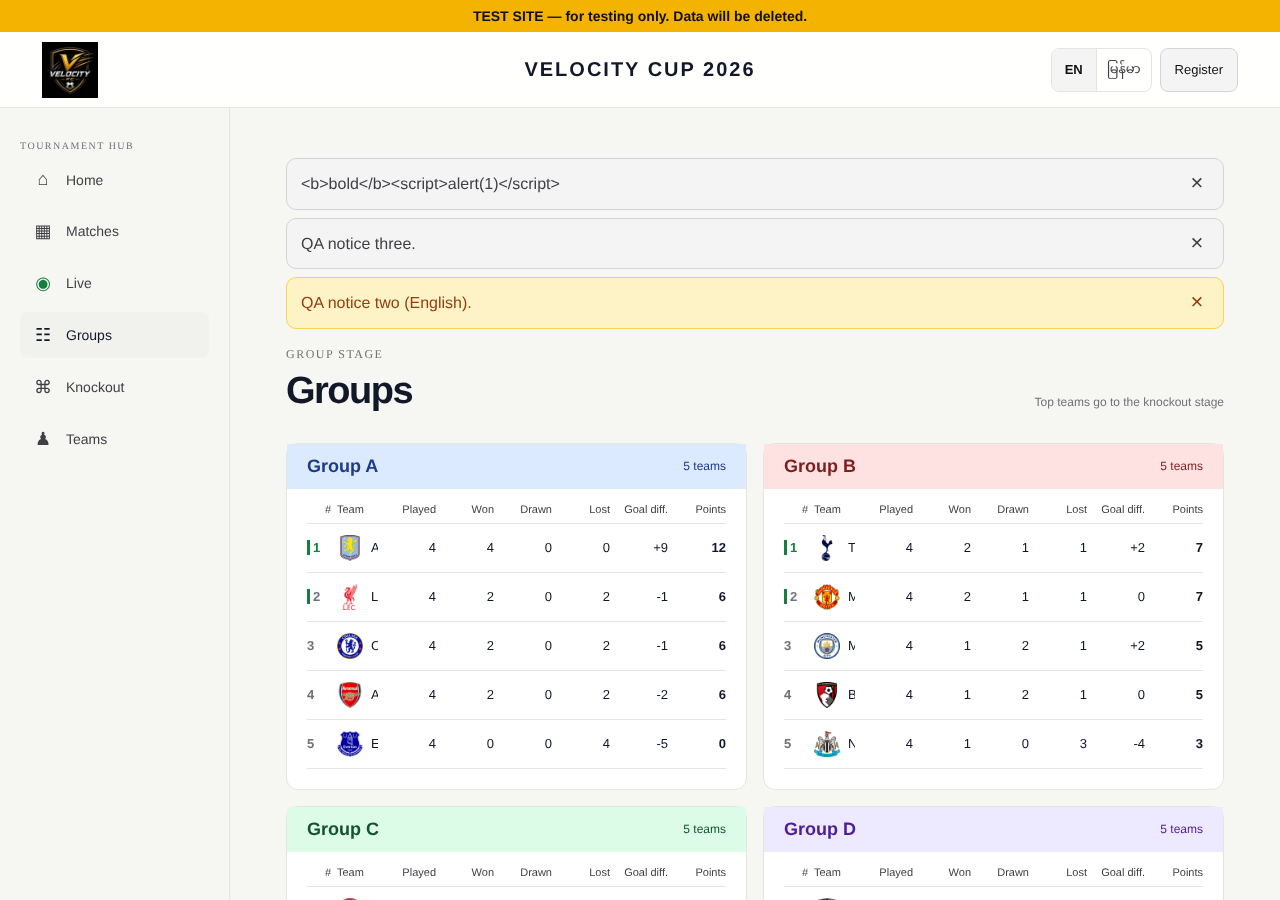 TEST SITE — for testing only. Data will be deleted.
VELOCITY
VELOCITY CUP 2026
EN
မြန်မာ
Register
TOURNAMENT HUB
⌂ Home
▦ Matches
◉ Live
☷ Groups
⌘ Knockout
♟ Teams
<b>bold</b><script>alert(1)</script> ✕
QA notice three. ✕
QA notice two (English). ✕
GROUP STAGE
Groups
Top teams go to the knockout stage
Group A 5 teams
# Team Played Won Drawn Lost Goal diff. Points
1 A 4 4 0 0 +9 12
2 L 4 2 0 2 -1 6
3 C 4 2 0 2 -1 6
4 A 4 2 0 2 -2 6
5 E 4 0 0 4 -5 0
Group B 5 teams
# Team Played Won Drawn Lost Goal diff. Points
1 T 4 2 1 1 +2 7
2 M 4 2 1 1 0 7
3 M 4 1 2 1 +2 5
4 B 4 1 2 1 0 5
5 N 4 1 0 3 -4 3
Group C 5 teams
# Team Played Won Drawn Lost Goal diff. Points
Group D 5 teams
# Team Played Won Drawn Lost Goal diff. Points